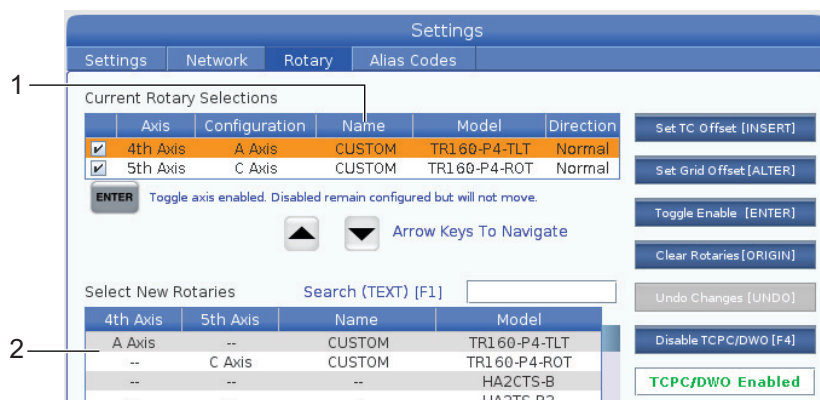 Settings
Settings Network Rotary Alias Codes
1
Current Rotary Selections
Axis Configuration Name Model Direction
4th Axis A Axis CUSTOM TR160-P4-TLT Normal
5th Axis C Axis CUSTOM TR160-P4-ROT Normal
ENTER Toggle axis enabled. Disabled remain configured but will not move.
Arrow Keys To Navigate
Set TC Offset [INSERT]
Set Grid Offset [ALTER]
Toggle Enable [ENTER]
Clear Rotaries [ORIGIN]
Undo Changes [UNDO]
Disable TCPC/DWO [F4]
TCPC/DWO Enabled
Select New Rotaries Search (TEXT) [F1]
4th Axis 5th Axis Name Model
2
A Axis -- CUSTOM TR160-P4-TLT
-- C Axis CUSTOM TR160-P4-ROT
-- -- -- HA2CTS-B